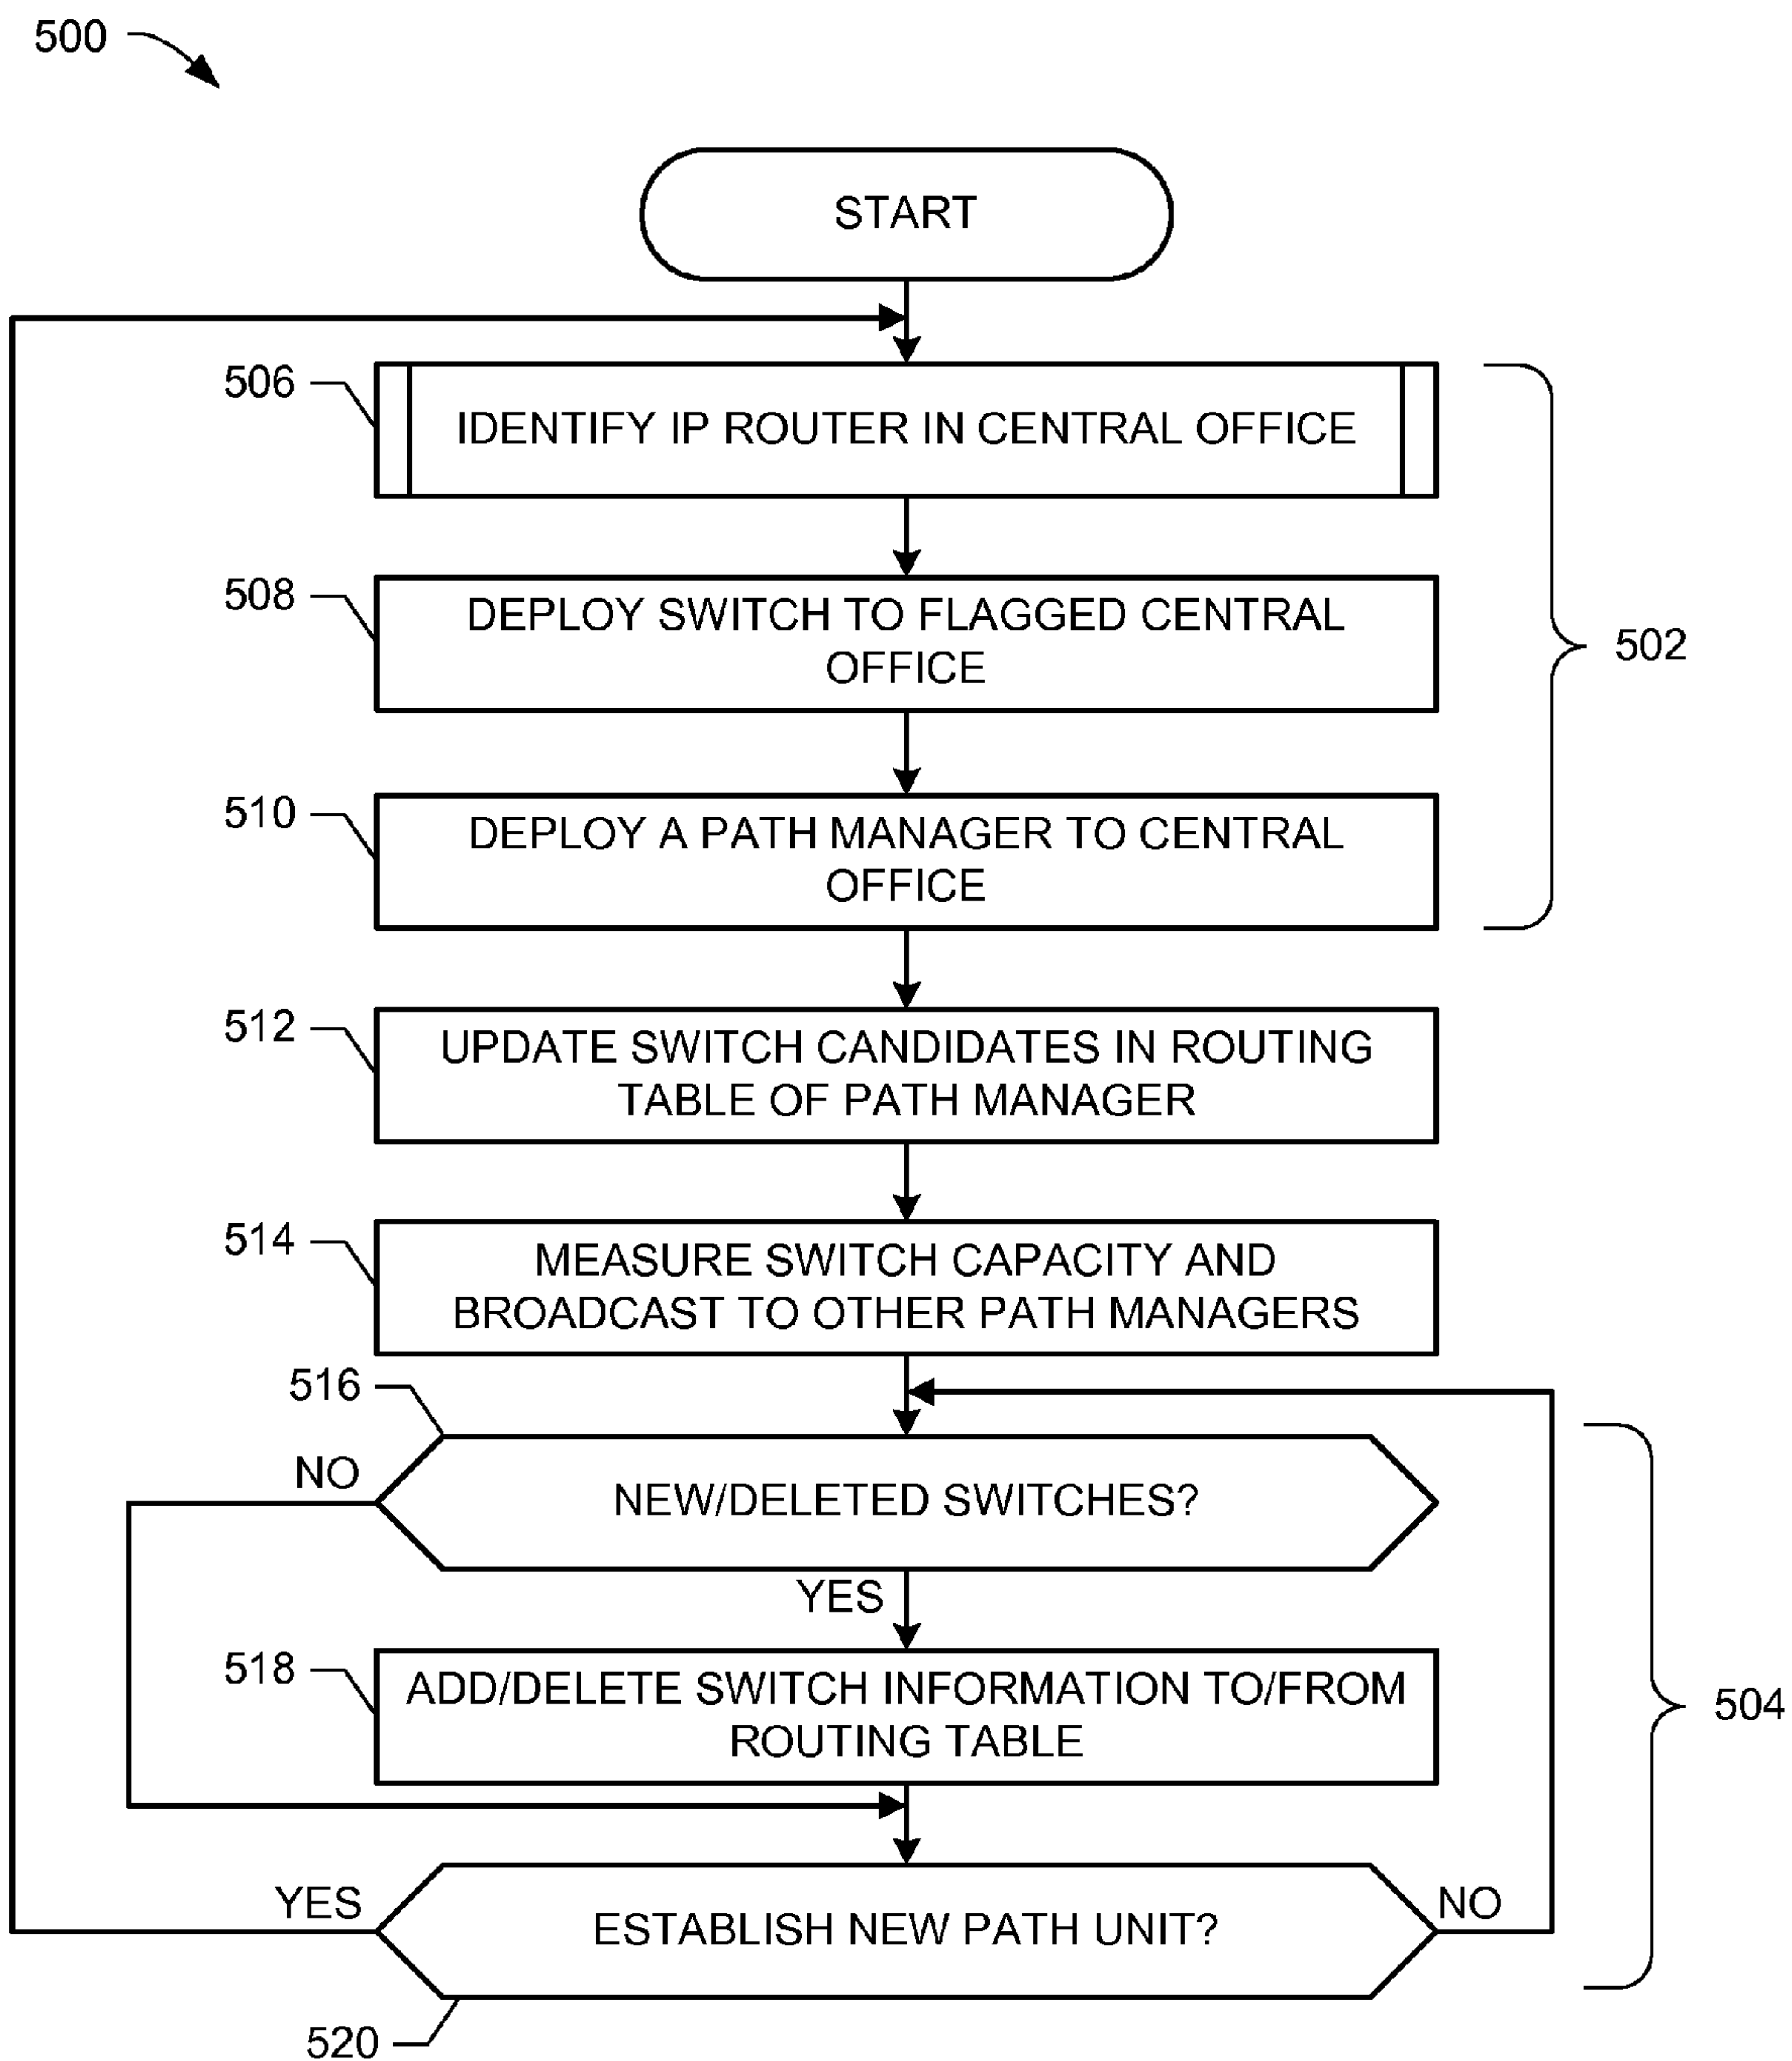 500
START
506
IDENTIFY IP ROUTER IN CENTRAL OFFICE
508
DEPLOY SWITCH TO FLAGGED CENTRAL
OFFICE
502
510
DEPLOY A PATH MANAGER TO CENTRAL
OFFICE
512
UPDATE SWITCH CANDIDATES IN ROUTING
TABLE OF PATH MANAGER
514
MEASURE SWITCH CAPACITY AND
BROADCAST TO OTHER PATH MANAGERS
516
NO
NEW/DELETED SWITCHES?
YES
518
ADD/DELETE SWITCH INFORMATION TO/FROM
ROUTING TABLE
504
YES
ESTABLISH NEW PATH UNIT?
NO
520